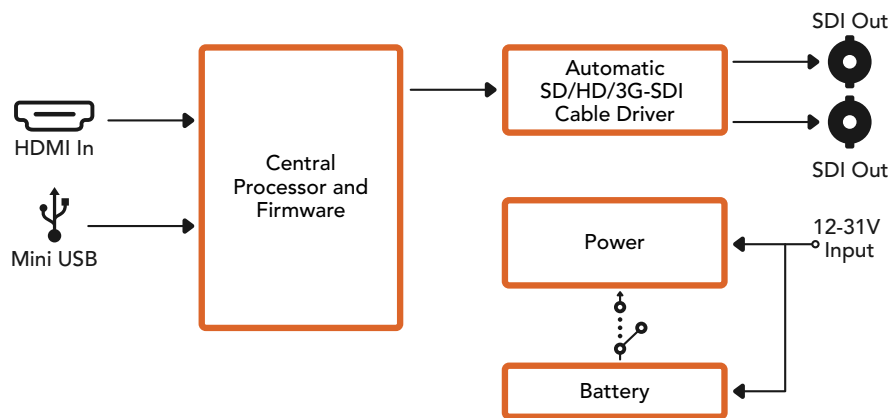 SDI Out
Automatic
SD/HD/3G-SDI
Cable Driver
HDMI In
Central
Processor and
Firmware
SDI Out
Mini USB
Power
12-31V
Input
Battery